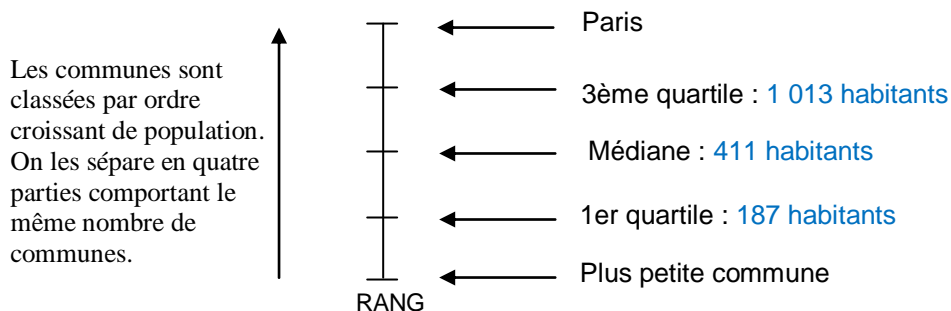 Les communes sont
classées par ordre
croissant de population.
On les sépare en quatre
parties comportant le
même nombre de
communes.
Paris
3ème quartile : 1 013 habitants
Médiane : 411 habitants
1er quartile : 187 habitants
Plus petite commune
RANG